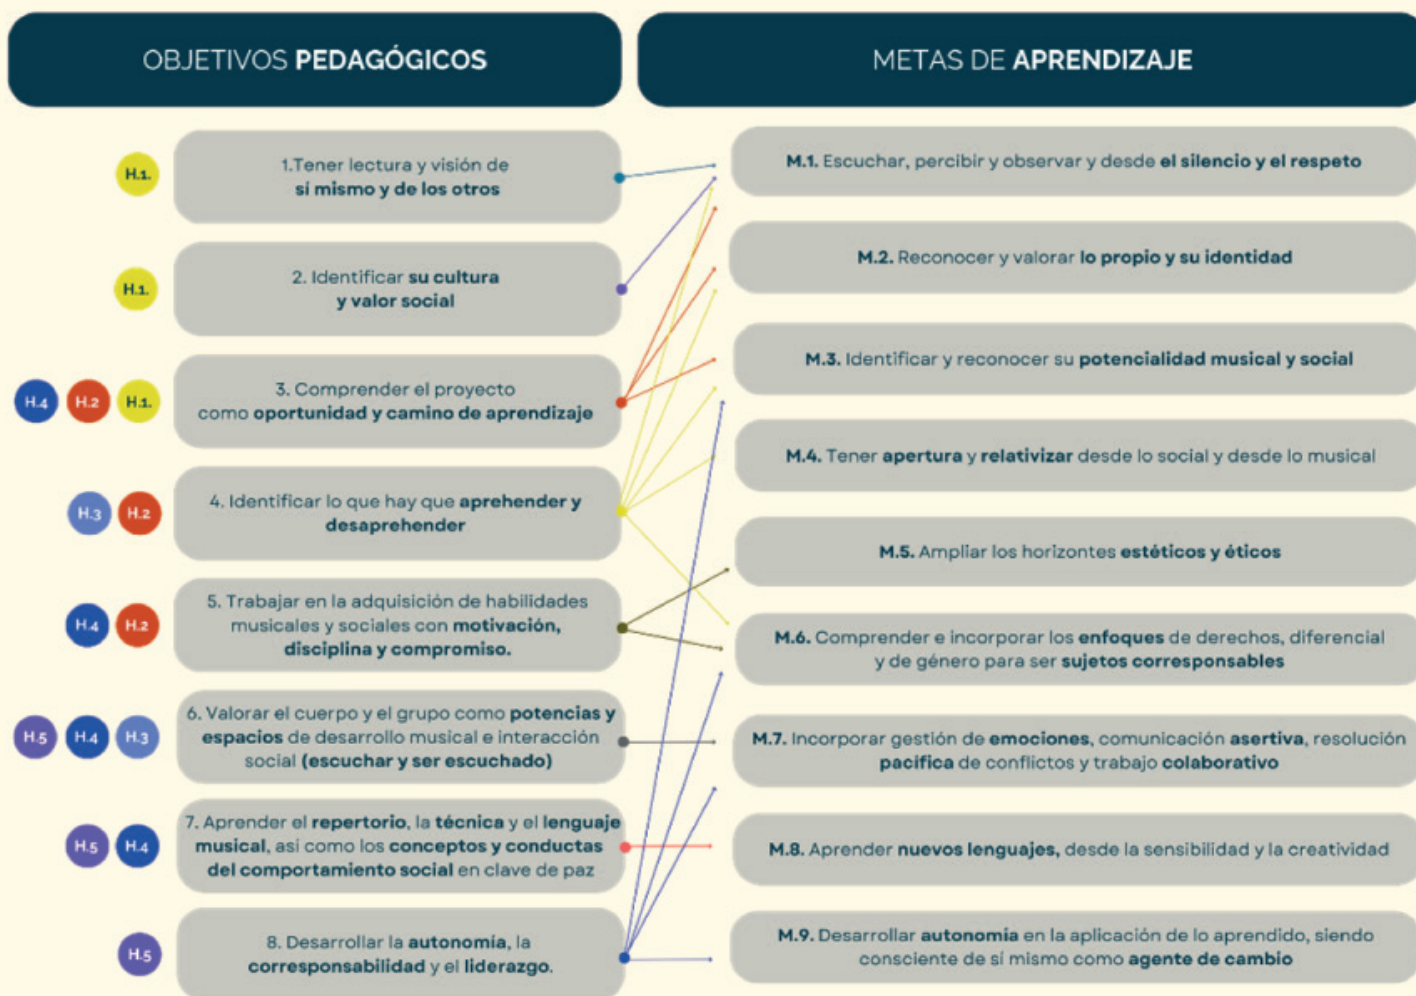 OBJETIVOS PEDAGÓGICOS
H.1.
1.Tener lectura y visión de
sí mismo y de los otros
H.1.
2. Identificar su cultura
y valor social
H.4 H.2 H.1.
3. Comprender el proyecto
como oportunidad y camino de aprendizaje
H.3 H.2
4. Identificar lo que hay que aprehender y
desaprehender
H.4 H.2
5. Trabajar en la adquisición de habilidades
musicales y sociales con motivación,
disciplina y compromiso.
H.5 H.4 H.3
6. Valorar el cuerpo y el grupo como potencias y
espacios de desarrollo musical e interacción
social (escuchar y ser escuchado)
H.5 H.4
7. Aprender el repertorio, la técnica y el lenguaje
musical, así como los conceptos y conductas
del comportamiento social en clave de paz
H.5
8. Desarrollar la autonomía, la
corresponsabilidad y el liderazgo.
METAS DE APRENDIZAJE
M.1. Escuchar, percibir y observar y desde el silencio y el respeto
M.2. Reconocer y valorar lo propio y su identidad
M.3. Identificar y reconocer su potencialidad musical y social
M.4. Tener apertura y relativizar desde lo social y desde lo musical
M.5. Ampliar los horizontes estéticos y éticos
M.6. Comprender e incorporar los enfoques de derechos, diferencial
y de género para ser sujetos corresponsables
M.7. Incorporar gestión de emociones, comunicación asertiva, resolución
pacífica de conflictos y trabajo colaborativo
M.8. Aprender nuevos lenguajes, desde la sensibilidad y la creatividad
M.9. Desarrollar autonomía en la aplicación de lo aprendido, siendo
consciente de sí mismo como agente de cambio